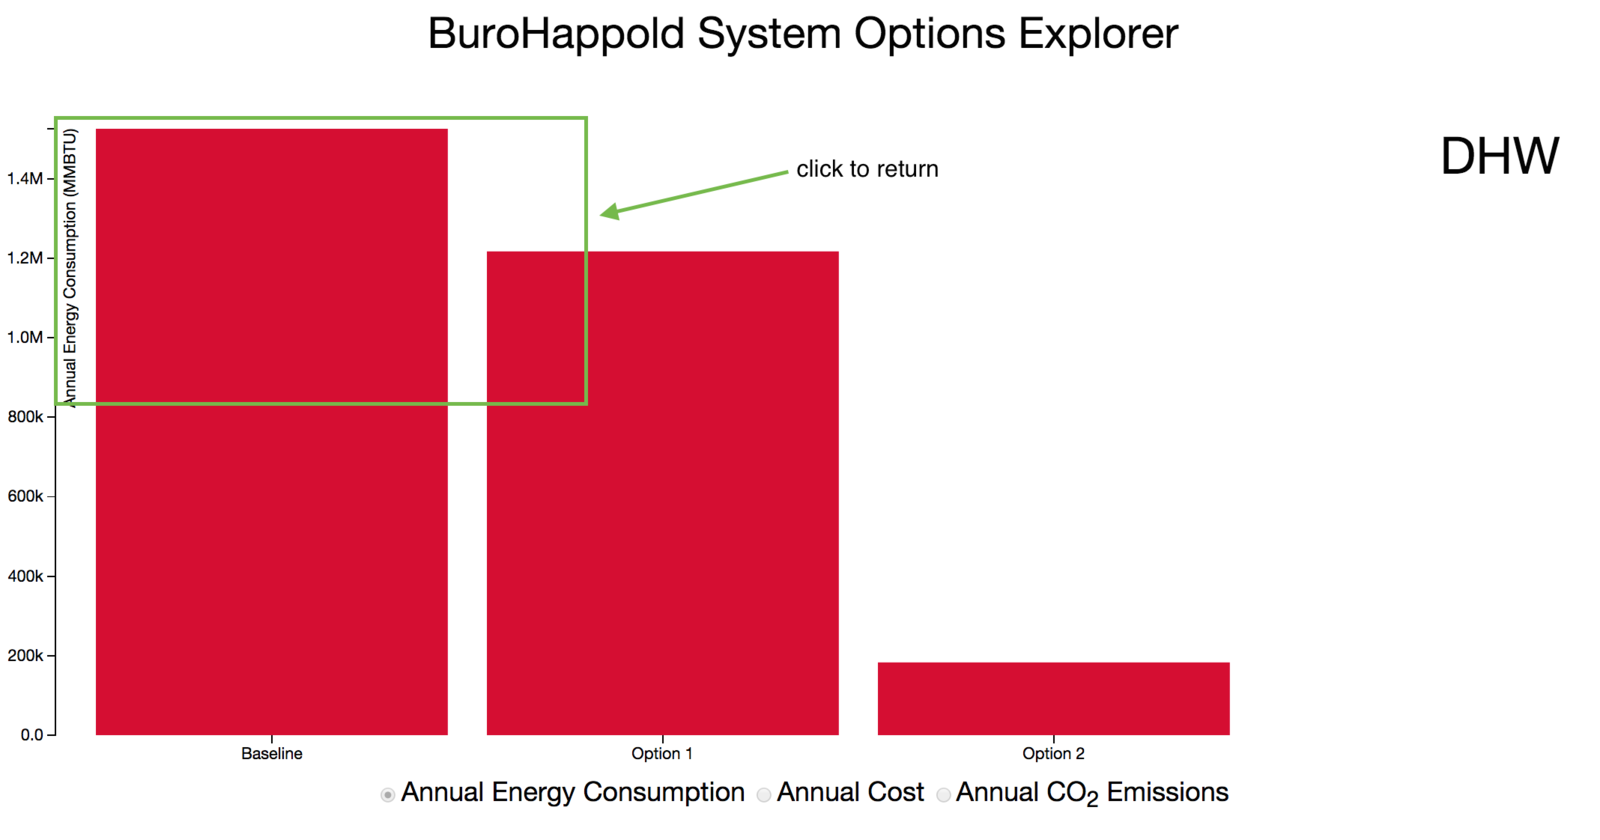 BuroHappold System Options Explorer
DHW
click to return
Annual Energy Consumption (MMBTU)
1.4M
1.2M
1.0M
800k
600k
400k
200k
0.0
Baseline
Option 1
Option 2
Annual Energy Consumption Annual Cost Annual CO₂ Emissions